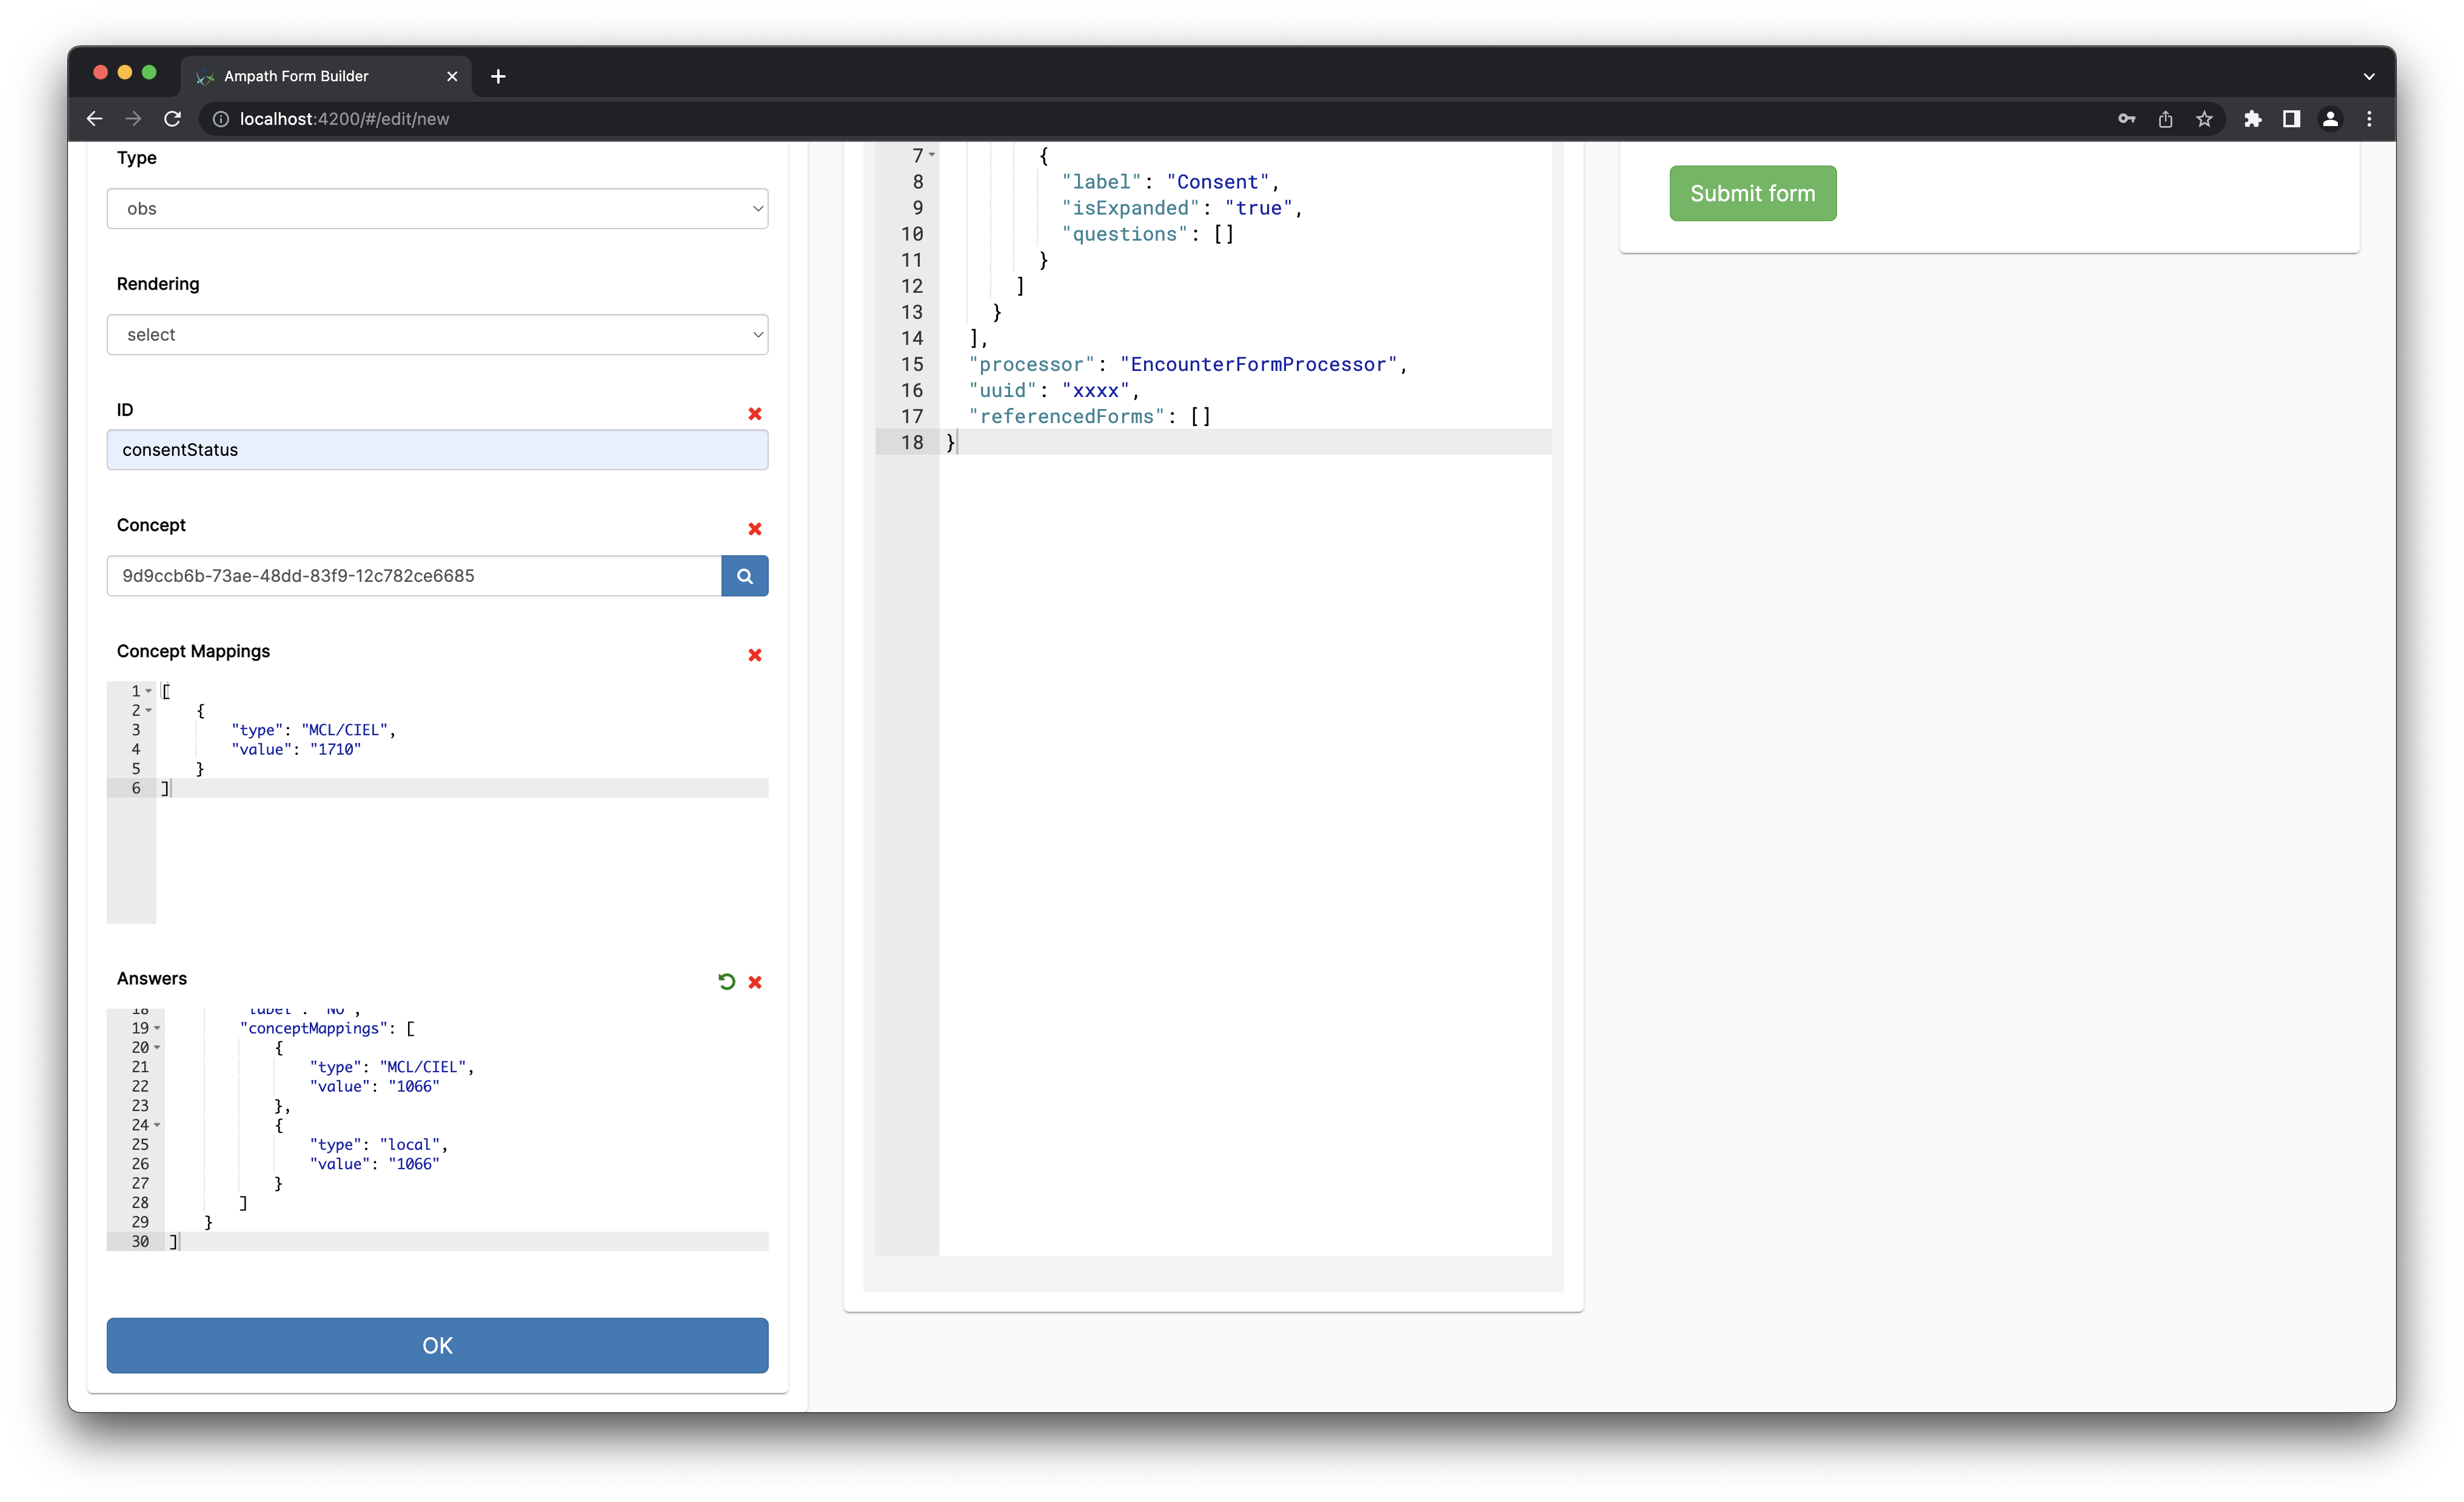 Ampath Form Builder
localhost:4200/#/edit/new
Type
obs
Rendering
select
ID
consentStatus
Concept
9d9ccb6b-73ae-48dd-83f9-12c782ce6685
Concept Mappings
1 [
2 {
3 "type": "MCL/CIEL",
4 "value": "1710"
5 }
6 ]
Answers
18 "label": "NO",
19 "conceptMappings": [
20 {
21 "type": "MCL/CIEL",
22 "value": "1066"
23 },
24 {
25 "type": "local",
26 "value": "1066"
27 }
28 ]
29 }
30 ]
OK
7 {
8 "label": "Consent",
9 "isExpanded": "true",
10 "questions": []
11 }
12 ]
13 }
14 ],
15 "processor": "EncounterFormProcessor",
16 "uuid": "xxxx",
17 "referencedForms": []
18 }
Submit form